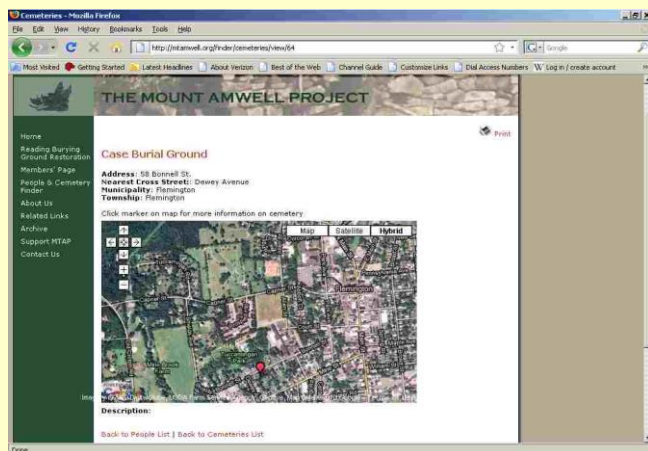 Cemeteries - Mozilla Firefox
File Edit View History Bookmarks Tools Help
http://mtamwell.org/finder/cemeteries/view/64
Google
Most Visited Getting Started Latest Headlines About Verizon Best of the Web Channel Guide Customize Links Dial Access Numbers Log in / create account
THE MOUNT AMWELL PROJECT
Print
Home
Reading Burying
Ground Restoration
Members' Page
People & Cemetery
Finder
About Us
Related Links
Archive
Support MTAP
Contact Us
Case Burial Ground
Address: 58 Bonnell St.
Nearest Cross Street:: Dewey Avenue
Municipality: Flemington
Township: Flemington
Click marker on map for more information on cemetery
Map Satellite Hybrid
Flemington
Description:
Back to People List | Back to Cemeteries List
Done